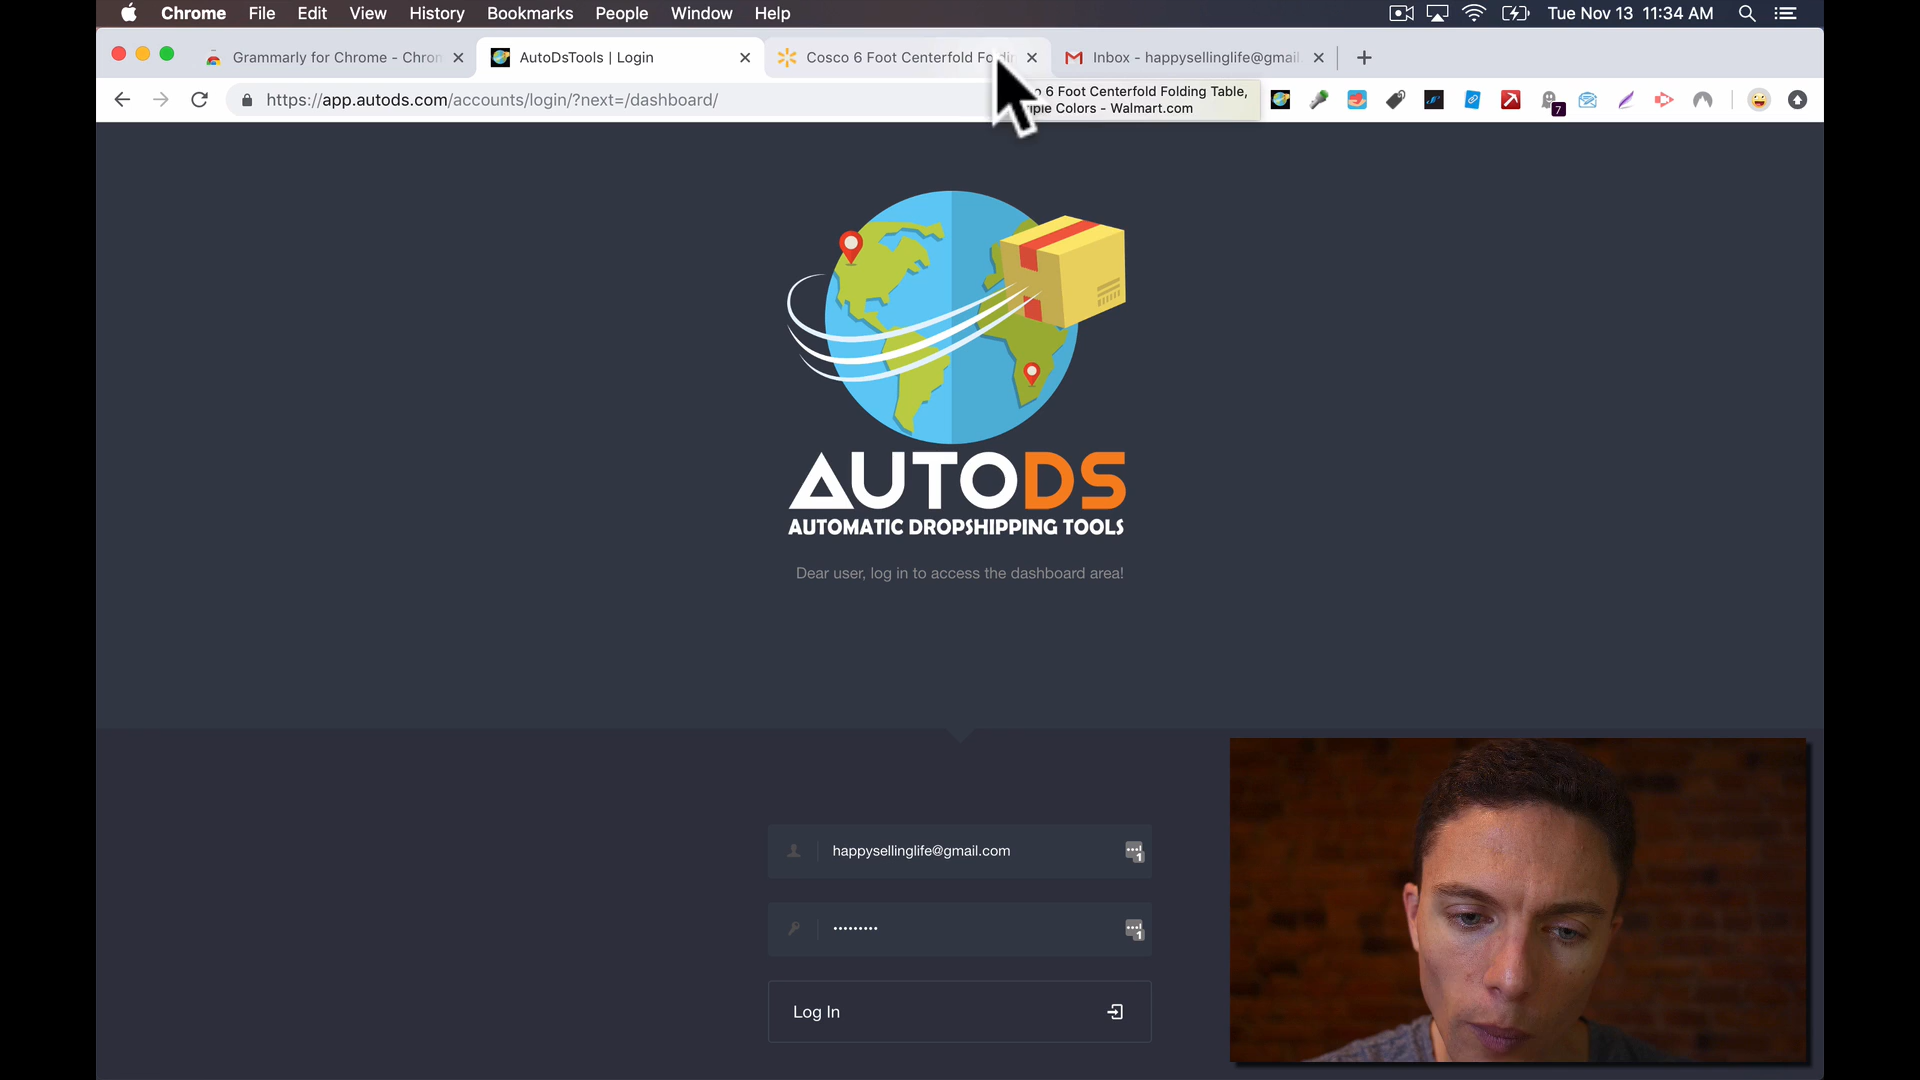 Chrome File Edit View History Bookmarks People Window Help Tue Nov 13 11:34 AM
Grammarly for Chrome - Chron AutoDsTools | Login Cosco 6 Foot Centerfold Inbox - happysellinglife@gmail.
https://app.autods.com/accounts/login/?next=/dashboard/
6 Foot Centerfold Folding Table,
Colors - Walmart.com
7
AUTODS
AUTOMATIC DROPSHIPPING TOOLS
Dear user, log in to access the dashboard area!
happysellinglife@gmail.com
1
•••••••••
1
Log In